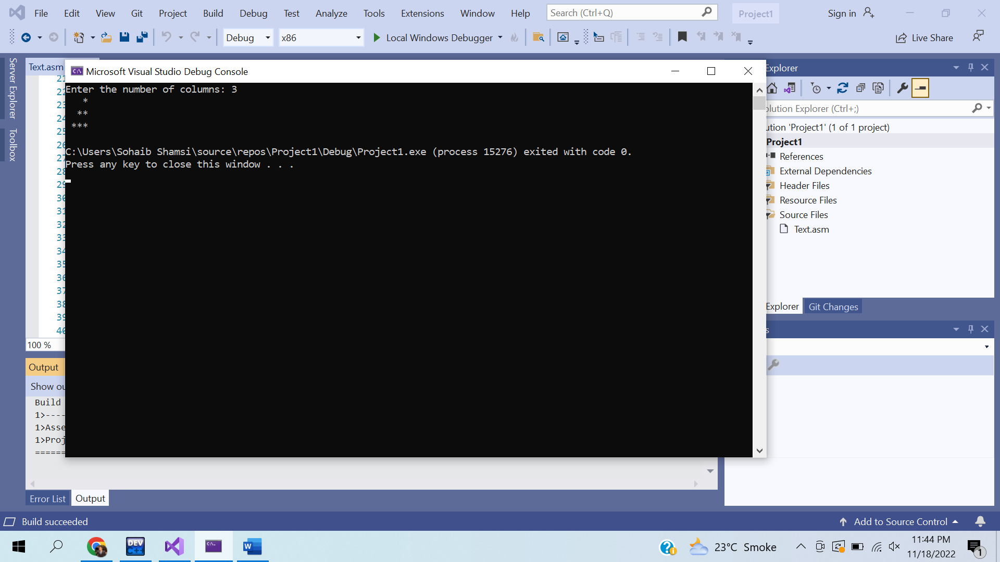 File Edit View Git Project Build Debug Test Analyze Tools Extensions Window Help Search (Ctrl+Q) Project1 Sign in
Debug x86 Local Windows Debugger Live Share
Server Explorer
Toolbox
Text.asm
21
22
23
24
25
26
27
28
29
30
31
32
33
34
35
36
37
38
39
40
100 %
Microsoft Visual Studio Debug Console
Enter the number of columns: 3
   *
  **
 ***
C:\Users\Sohaib Shamsi\source\repos\Project1\Debug\Project1.exe (process 15276) exited with code 0.
Press any key to close this window . . .
Explorer
olution Explorer (Ctrl+;)
ution 'Project1' (1 of 1 project)
Project1
References
External Dependencies
Header Files
Resource Files
Source Files
Text.asm
Explorer Git Changes
s
Output
Show ou
Build
1>----
1>Asse
1>Proj
======
Error List Output
Build succeeded Add to Source Control
DEV C++ W 23°C Smoke 11:44 PM
11/18/2022 1